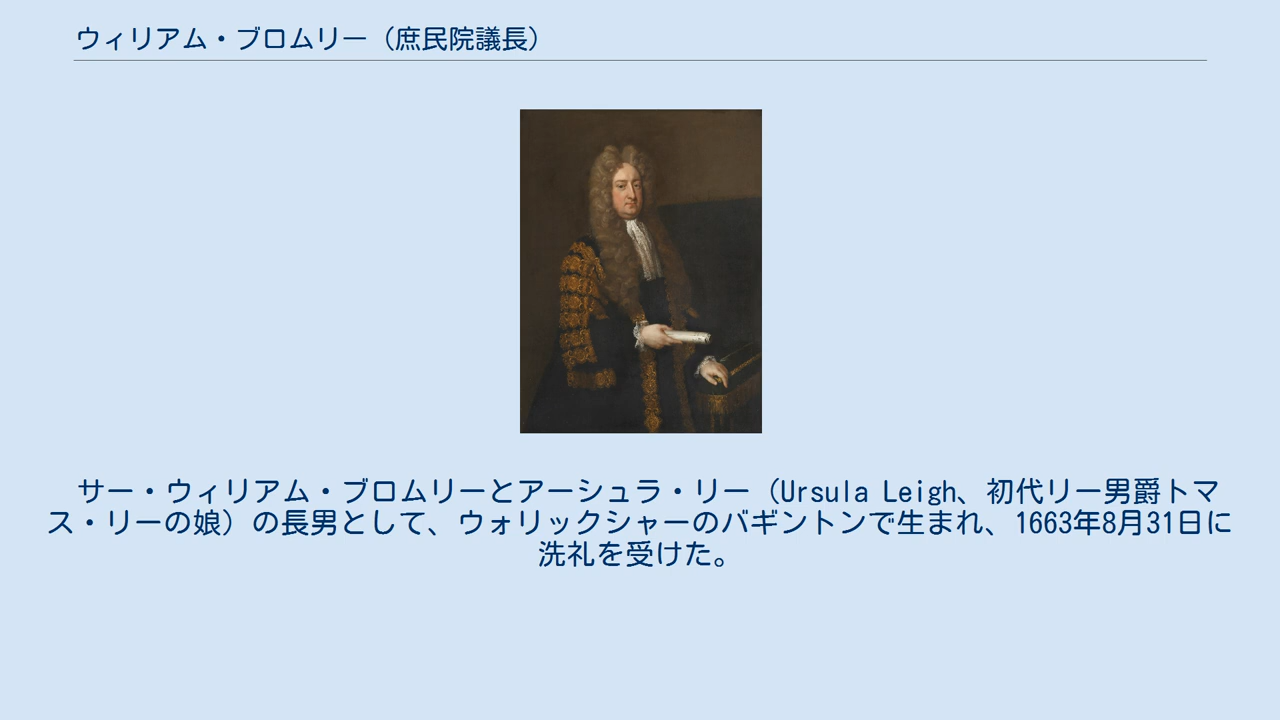 ウィリアム・ブロムリー（庶民院議長）
サー・ウィリアム・ブロムリーとアーシュラ・リー（Ursula Leigh、初代リー男爵トマ
ス・リーの娘）の長男として、ウォリックシャーのバギントンで生まれ、1663年8月31日に
洗礼を受けた。